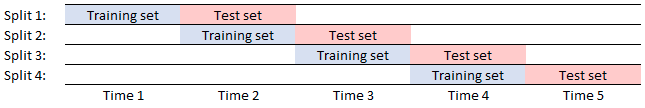 Split 1: Training set Test set
Split 2: Training set Test set
Split 3: Training set Test set
Split 4: Training set Test set
Time 1 Time 2 Time 3 Time 4 Time 5